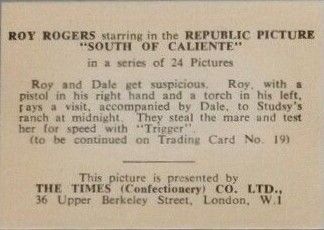 ROY ROGERS starring in the REPUBLIC PICTURE
"SOUTH OF CALIENTE"
in a series of 24 Pictures
Roy and Dale get suspicious. Roy, with a
pistol in his right hand and a torch in his left,
pays a visit, accompanied by Dale, to Studsy's
ranch at midnight. They steal the mare and test
her for speed with "Trigger"
(to be continued on Trading Card No. 19)
This picture is presented by
THE TIMES (Confectionery) CO. LTD.,
36 Upper Berkeley Street, London, W.1